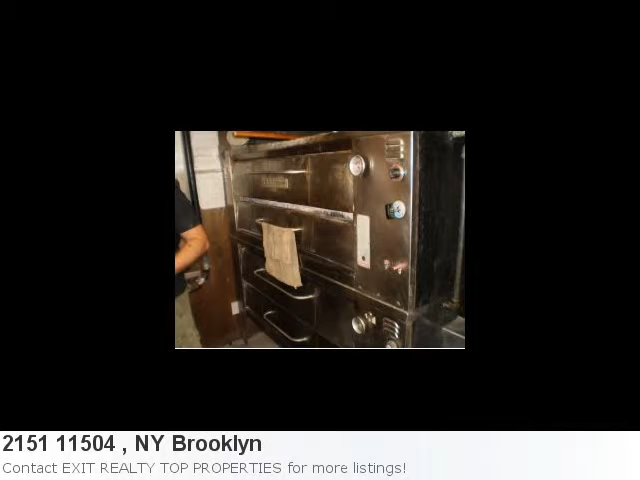 2151 11504 , NY Brooklyn
Contact EXIT REALTY TOP PROPERTIES for more listings!